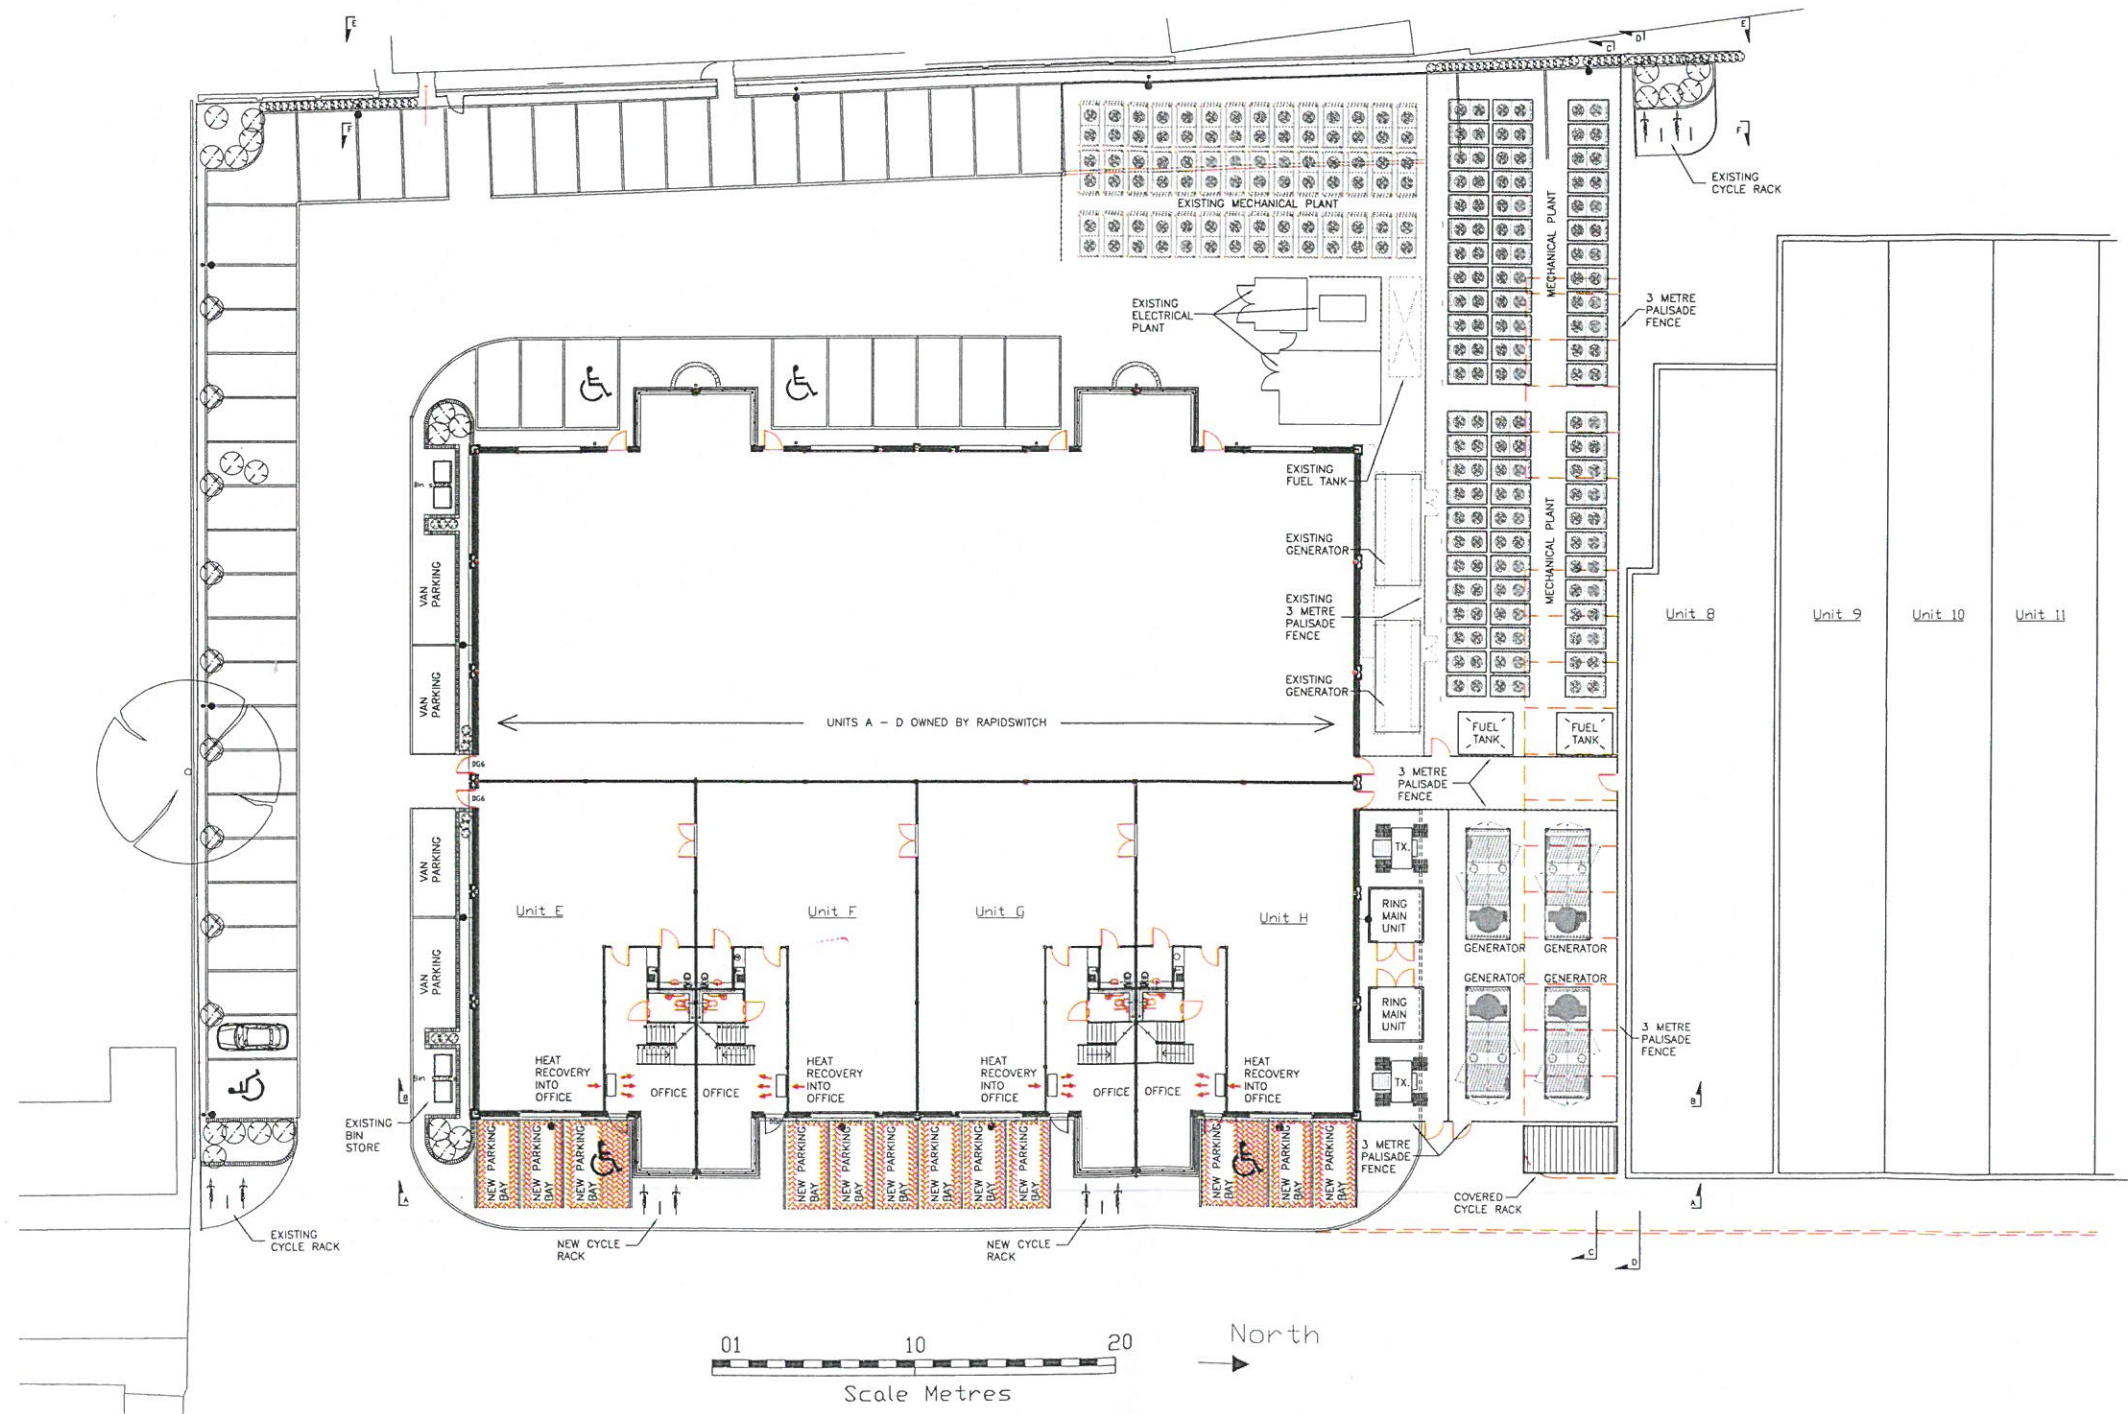 E
F
C
D
E
F
EXISTING
CYCLE RACK
EXISTING MECHANICAL PLANT
MECHANICAL PLANT
EXISTING
ELECTRICAL
PLANT
3 METRE
PALISADE
FENCE
EXISTING
FUEL TANK
EXISTING
GENERATOR
EXISTING
3 METRE
PALISADE
FENCE
EXISTING
GENERATOR
MECHANICAL PLANT
Unit 8
Unit 9
Unit 10
Unit 11
VAN
PARKING
VAN
PARKING
UNITS A - D OWNED BY RAPIDSWITCH
FUEL
TANK
FUEL
TANK
DG6
DG6
3 METRE
PALISADE
FENCE
VAN
PARKING
VAN
PARKING
Unit E
Unit F
Unit G
Unit H
TX.
RING
MAIN
UNIT
GENERATOR
GENERATOR
GENERATOR
GENERATOR
RING
MAIN
UNIT
TX.
3 METRE
PALISADE
FENCE
HEAT
RECOVERY
INTO
OFFICE
OFFICE
OFFICE
HEAT
RECOVERY
INTO
OFFICE
HEAT
RECOVERY
INTO
OFFICE
OFFICE
OFFICE
HEAT
RECOVERY
INTO
OFFICE
Bin
B
B
EXISTING
BIN
STORE
NEW PARKING
BAY
NEW PARKING
BAY
NEW PARKING
BAY
NEW PARKING
BAY
NEW PARKING
BAY
NEW PARKING
BAY
NEW PARKING
BAY
NEW PARKING
BAY
NEW PARKING
BAY
NEW PARKING
BAY
NEW PARKING
BAY
NEW PARKING
BAY
3 METRE
PALISADE
FENCE
A
A
COVERED
CYCLE RACK
EXISTING
CYCLE RACK
NEW CYCLE
RACK
NEW CYCLE
RACK
C
D
01 10 20
Scale Metres
North